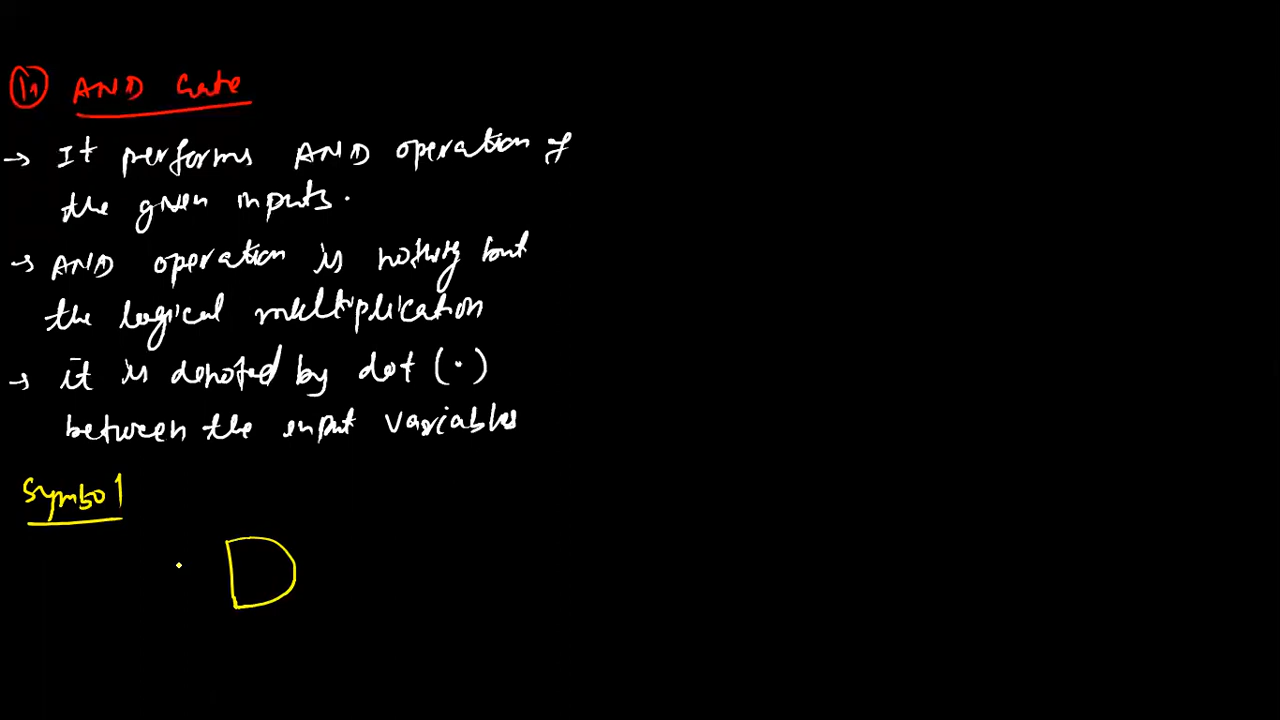 1. AND Gate
→ It performs AND operation of
the given inputs.
→ AND operation is nothing but
the logical multiplication
→ it is denoted by dot (·)
between the input variables
Symbol